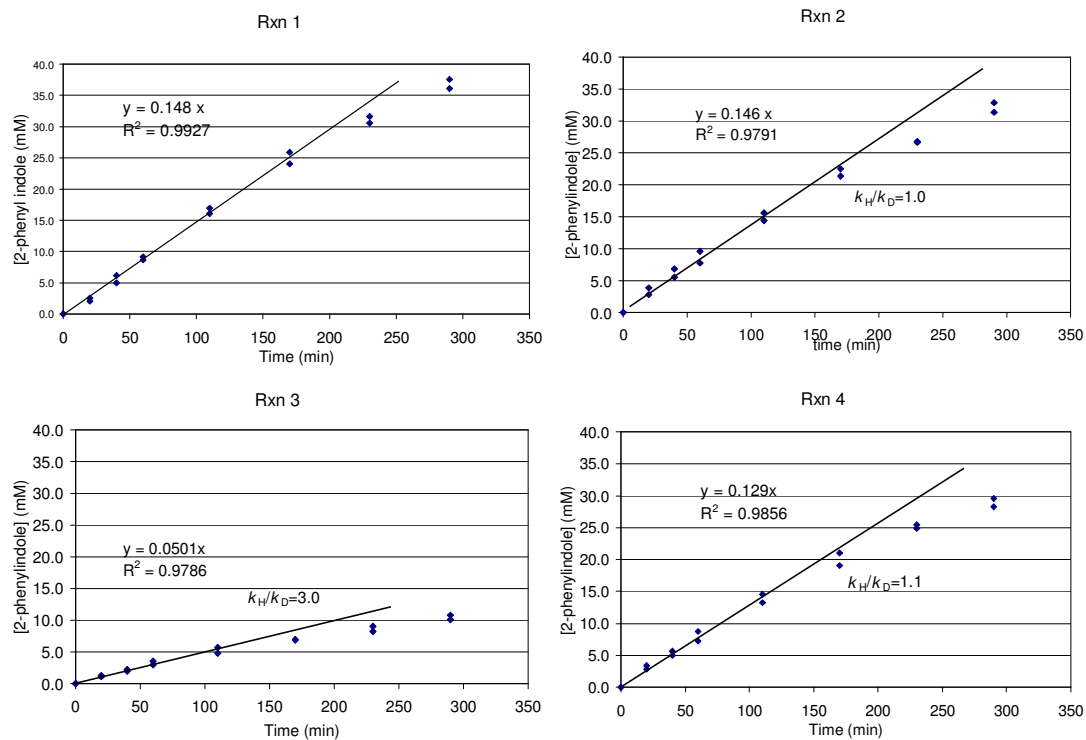 Rxn 1
40.0
35.0
30.0
25.0
20.0
15.0
10.0
5.0
0.0
[2-phenyl indole] (mM)
y = 0.148 x
R² = 0.9927
0 50 100 150 200 250 300 350
Time (min)
Rxn 2
40.0
35.0
30.0
25.0
20.0
15.0
10.0
5.0
0.0
[2-phenylindole] (mM)
y = 0.146 x
R² = 0.9791
kH/kD=1.0
0 50 100 150 200 250 300 350
time (min)
Rxn 3
40.0
35.0
30.0
25.0
20.0
15.0
10.0
5.0
0.0
[2-phenylindole] (mM)
y = 0.0501x
R² = 0.9786
kH/kD=3.0
0 50 100 150 200 250 300 350
Time (min)
Rxn 4
40.0
35.0
30.0
25.0
20.0
15.0
10.0
5.0
0.0
[2-phenylindole] (mM)
y = 0.129x
R² = 0.9856
kH/kD=1.1
0 50 100 150 200 250 300 350
Time (min)